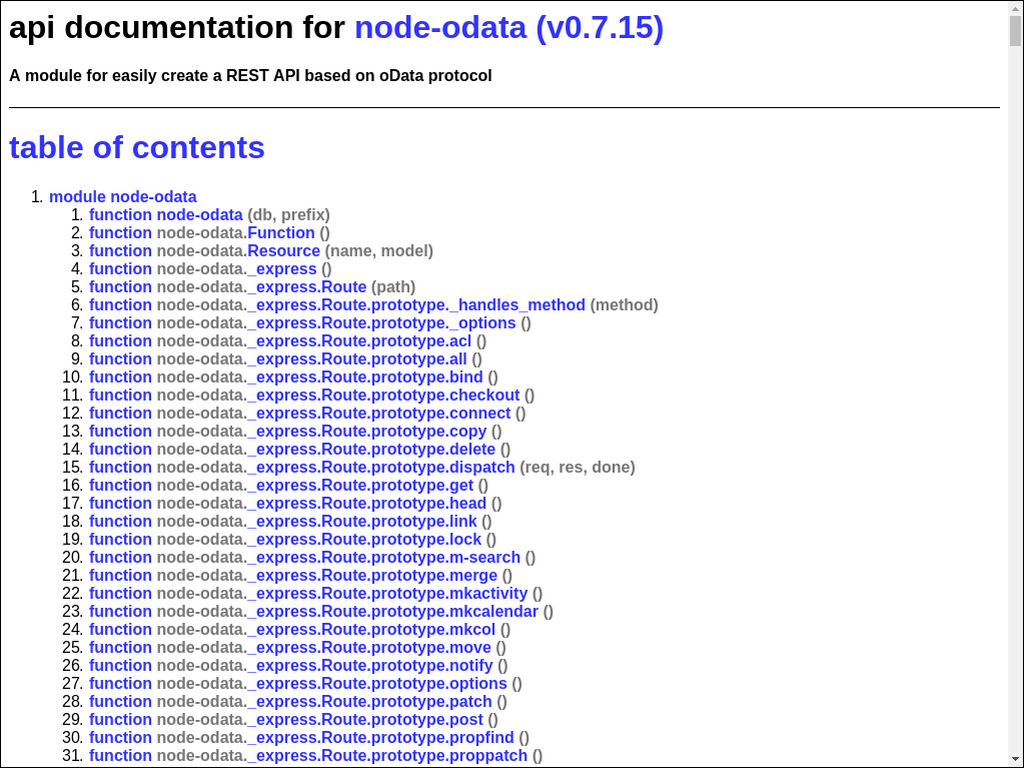 api documentation for node-odata (v0.7.15)
A module for easily create a REST API based on oData protocol
table of contents
1. module node-odata
1. function node-odata (db, prefix)
2. function node-odata.Function ()
3. function node-odata.Resource (name, model)
4. function node-odata._express ()
5. function node-odata._express.Route (path)
6. function node-odata._express.Route.prototype._handles_method (method)
7. function node-odata._express.Route.prototype._options ()
8. function node-odata._express.Route.prototype.acl ()
9. function node-odata._express.Route.prototype.all ()
10. function node-odata._express.Route.prototype.bind ()
11. function node-odata._express.Route.prototype.checkout ()
12. function node-odata._express.Route.prototype.connect ()
13. function node-odata._express.Route.prototype.copy ()
14. function node-odata._express.Route.prototype.delete ()
15. function node-odata._express.Route.prototype.dispatch (req, res, done)
16. function node-odata._express.Route.prototype.get ()
17. function node-odata._express.Route.prototype.head ()
18. function node-odata._express.Route.prototype.link ()
19. function node-odata._express.Route.prototype.lock ()
20. function node-odata._express.Route.prototype.m-search ()
21. function node-odata._express.Route.prototype.merge ()
22. function node-odata._express.Route.prototype.mkactivity ()
23. function node-odata._express.Route.prototype.mkcalendar ()
24. function node-odata._express.Route.prototype.mkcol ()
25. function node-odata._express.Route.prototype.move ()
26. function node-odata._express.Route.prototype.notify ()
27. function node-odata._express.Route.prototype.options ()
28. function node-odata._express.Route.prototype.patch ()
29. function node-odata._express.Route.prototype.post ()
30. function node-odata._express.Route.prototype.propfind ()
31. function node-odata._express.Route.prototype.proppatch ()